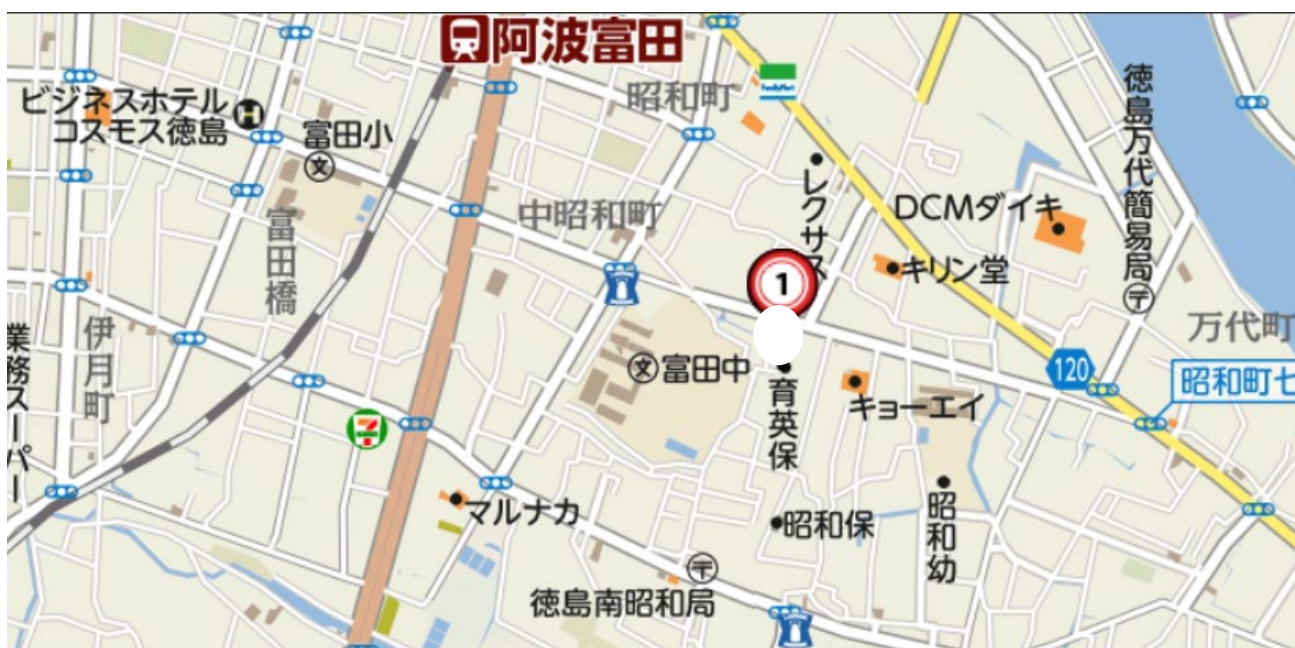 阿波富田
昭和町
FamilyMart
ビジネスホテル
コスモス徳島
H
富田小
文
富田橋
中昭和町
レクサス
DCMダイキ
キリン堂
徳島万代簡易局
〒
万代町
1
業務スーパー
伊月町
文
富田中
育英保
キョーエイ
120
昭和町七
7
マルナカ
昭和保
昭和幼
〒
徳島南昭和局